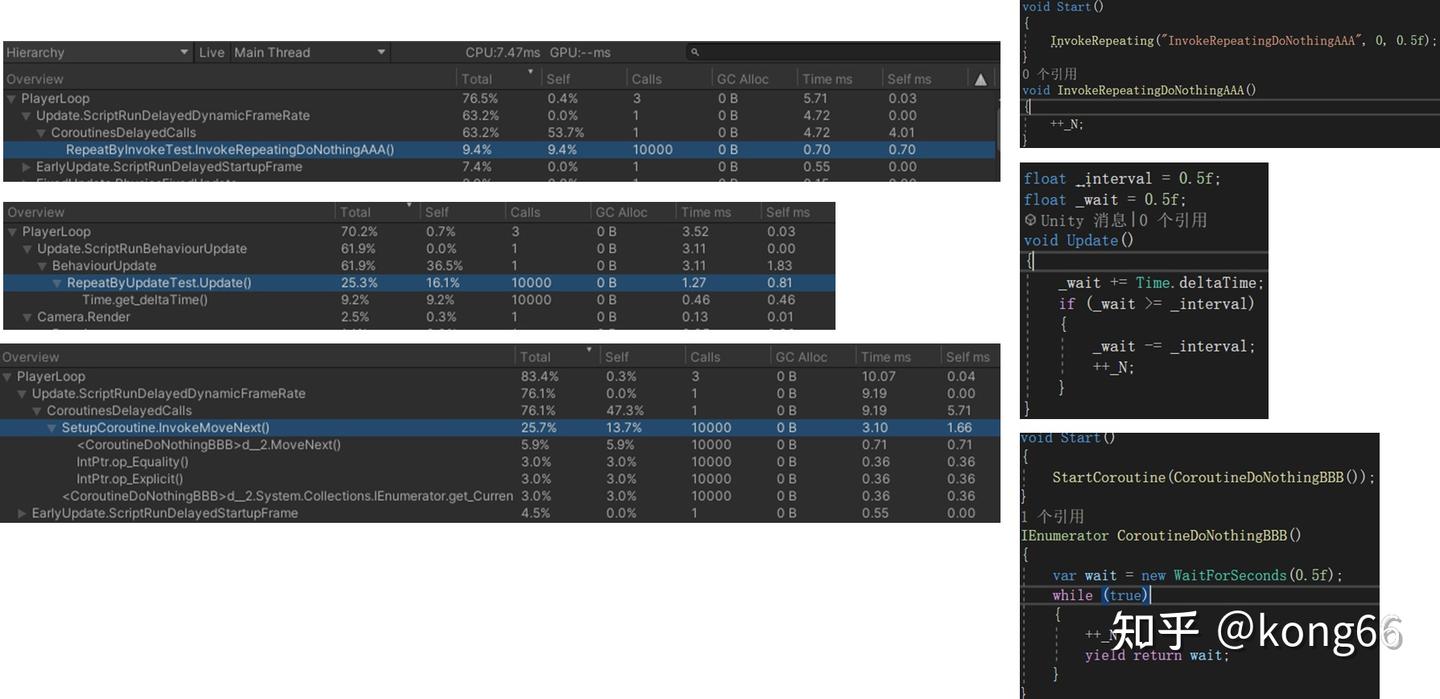 Hierarchy Live Main Thread CPU:7.47ms GPU:--ms
Overview Total Self Calls GC Alloc Time ms Self ms
PlayerLoop 76.5% 0.4% 3 0 B 5.71 0.03
Update.ScriptRunDelayedDynamicFrameRate 63.2% 0.0% 1 0 B 4.72 0.00
CoroutinesDelayedCalls 63.2% 53.7% 1 0 B 4.72 4.01
RepeatByInvokeTest.InvokeRepeatingDoNothingAAA() 9.4% 9.4% 10000 0 B 0.70 0.70
EarlyUpdate.ScriptRunDelayedStartupFrame 7.4% 0.0% 1 0 B 0.55 0.00
Overview Total Self Calls GC Alloc Time ms Self ms
PlayerLoop 70.2% 0.7% 3 0 B 3.52 0.03
Update.ScriptRunBehaviourUpdate 61.9% 0.0% 1 0 B 3.11 0.00
BehaviourUpdate 61.9% 36.5% 1 0 B 3.11 1.83
RepeatByUpdateTest.Update() 25.3% 16.1% 10000 0 B 1.27 0.81
Time.get_deltaTime() 9.2% 9.2% 10000 0 B 0.46 0.46
Camera.Render 2.5% 0.3% 1 0 B 0.13 0.01
Overview Total Self Calls GC Alloc Time ms Self ms
PlayerLoop 83.4% 0.3% 3 0 B 10.07 0.04
Update.ScriptRunDelayedDynamicFrameRate 76.1% 0.0% 1 0 B 9.19 0.00
CoroutinesDelayedCalls 76.1% 47.3% 1 0 B 9.19 5.71
SetupCoroutine.InvokeMoveNext() 25.7% 13.7% 10000 0 B 3.10 1.66
<CoroutineDoNothingBBB>d__2.MoveNext() 5.9% 5.9% 10000 0 B 0.71 0.71
IntPtr.op_Equality() 3.0% 3.0% 10000 0 B 0.36 0.36
IntPtr.op_Explicit() 3.0% 3.0% 10000 0 B 0.36 0.36
<CoroutineDoNothingBBB>d__2.System.Collections.IEnumerator.get_Curren 3.0% 3.0% 10000 0 B 0.36 0.36
EarlyUpdate.ScriptRunDelayedStartupFrame 4.5% 0.0% 1 0 B 0.55 0.00
void Start()
{
InvokeRepeating("InvokeRepeatingDoNothingAAA", 0, 0.5f);
}
0 个引用
void InvokeRepeatingDoNothingAAA()
{
++_N;
}
float _interval = 0.5f;
float _wait = 0.5f;
Unity 消息|0 个引用
void Update()
{
_wait += Time.deltaTime;
if (_wait >= _interval)
{
_wait -= _interval;
++_N;
}
}
void Start()
{
StartCoroutine(CoroutineDoNothingBBB());
}
1 个引用
IEnumerator CoroutineDoNothingBBB()
{
var wait = new WaitForSeconds(0.5f);
while (true)
{
++_N
yield return wait;
}
}
知乎 @kong66